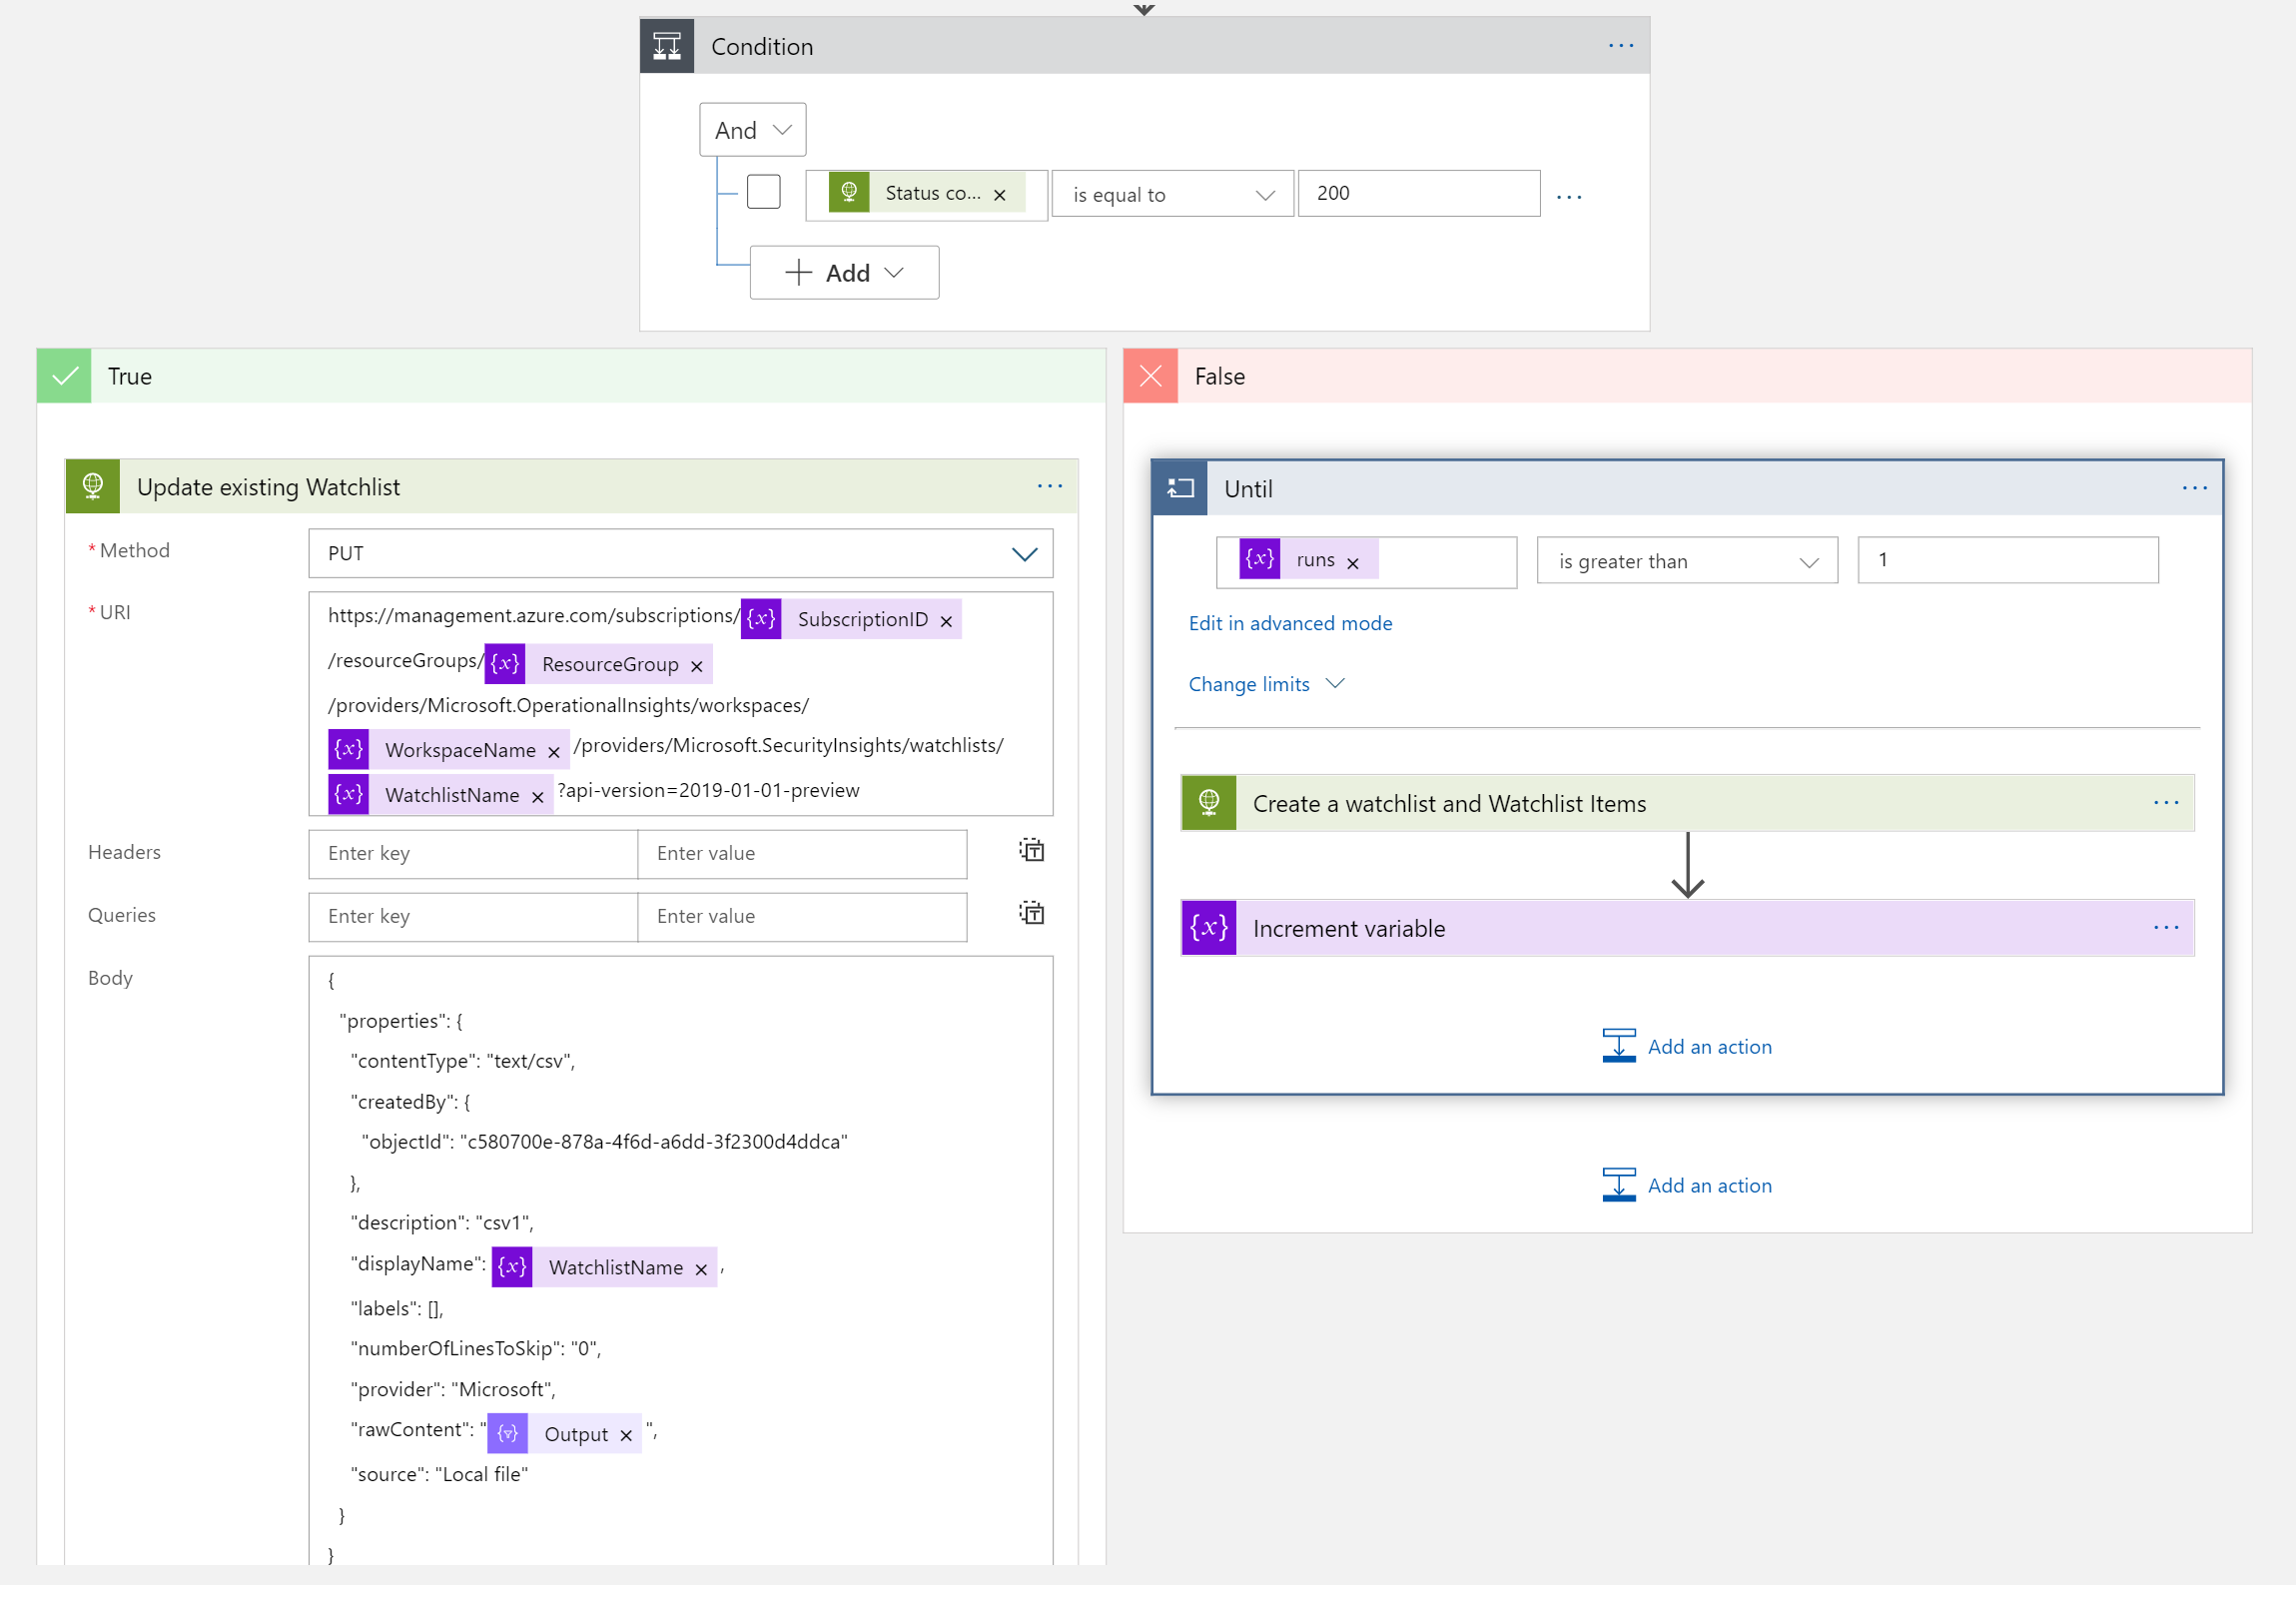 Condition
And
Status co... × is equal to 200
+ Add
True
Update existing Watchlist
* Method PUT
* URI https://management.azure.com/subscriptions/ {x} SubscriptionID ×
/resourceGroups/ {x} ResourceGroup ×
/providers/Microsoft.OperationalInsights/workspaces/
{x} WorkspaceName × /providers/Microsoft.SecurityInsights/watchlists/
{x} WatchlistName × ?api-version=2019-01-01-preview
Headers Enter key Enter value
Queries Enter key Enter value
Body {
"properties": {
"contentType": "text/csv",
"createdBy": {
"objectId": "c580700e-878a-4f6d-a6dd-3f2300d4ddca"
},
"description": "csv1",
"displayName": {x} WatchlistName × ,
"labels": [],
"numberOfLinesToSkip": "0",
"provider": "Microsoft",
"rawContent": " Output × ",
"source": "Local file"
}
}
False
Until
{x} runs × is greater than 1
Edit in advanced mode
Change limits
Create a watchlist and Watchlist Items
{x} Increment variable
Add an action
Add an action